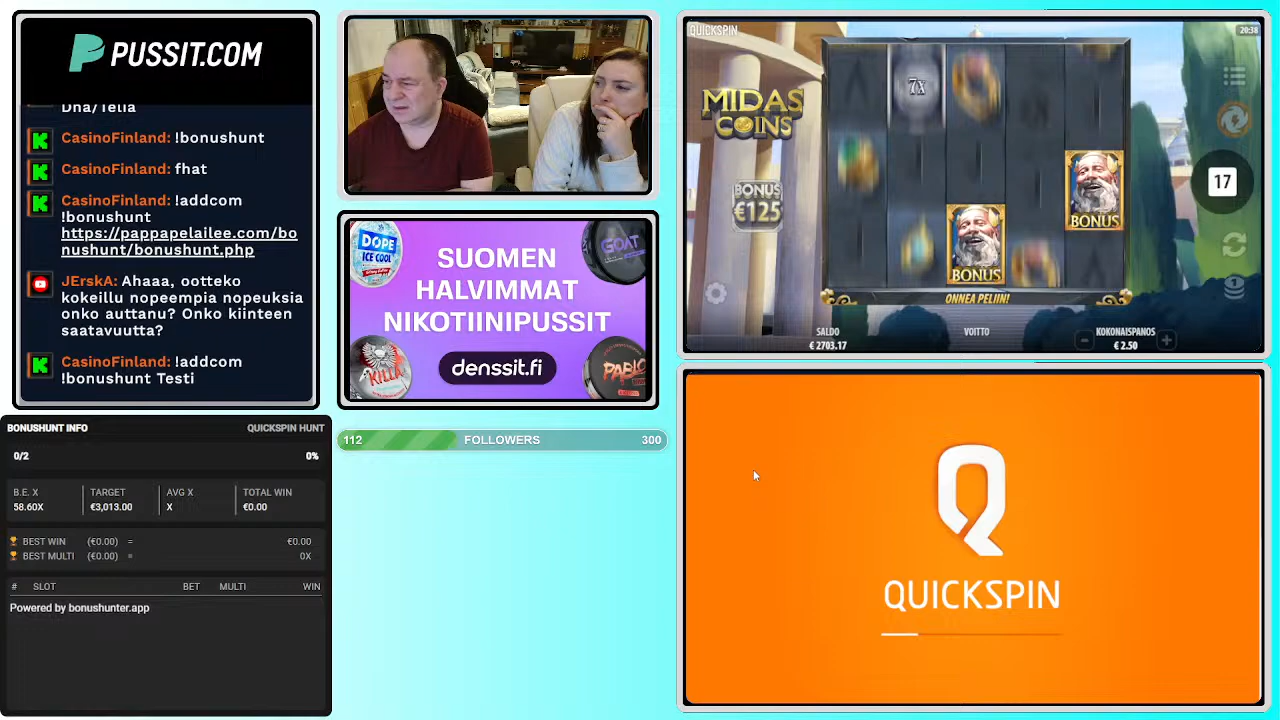 PUSSIT.COM
Dna/Telia
CasinoFinland: !bonushunt
CasinoFinland: fhat
CasinoFinland: !addcom
!bonushunt
https://pappapelailee.com/bo
nushunt/bonushunt.php
JErskA: Ahaaa, ootteko
kokeillu nopeempia nopeuksia
onko auttanu? Onko kiinteen
saatavuutta?
CasinoFinland: !addcom
!bonushunt Testi
DOPE
ICE COOL
GOAT
SUOMEN
HALVIMMAT
NIKOTIINIPUSSIT
denssit.fi
KILLA
PABLO
112 FOLLOWERS 300
BONUSHUNT INFO QUICKSPIN HUNT
0/2 0%
B.E. X TARGET AVG X TOTAL WIN
58.60X €3,013.00 X €0.00
BEST WIN (€0.00) = €0.00
BEST MULTI (€0.00) = 0X
# SLOT BET MULTI WIN
Powered by bonushunter.app
QUICKSPIN
20:38
7X
MIDAS
COINS
BONUS
€125
17
BONUS
BONUS
ONNEA PELIIN!
SALDO VOITTO KOKONAISPANOS
€ 2703.17 € 2.50
QUICKSPIN